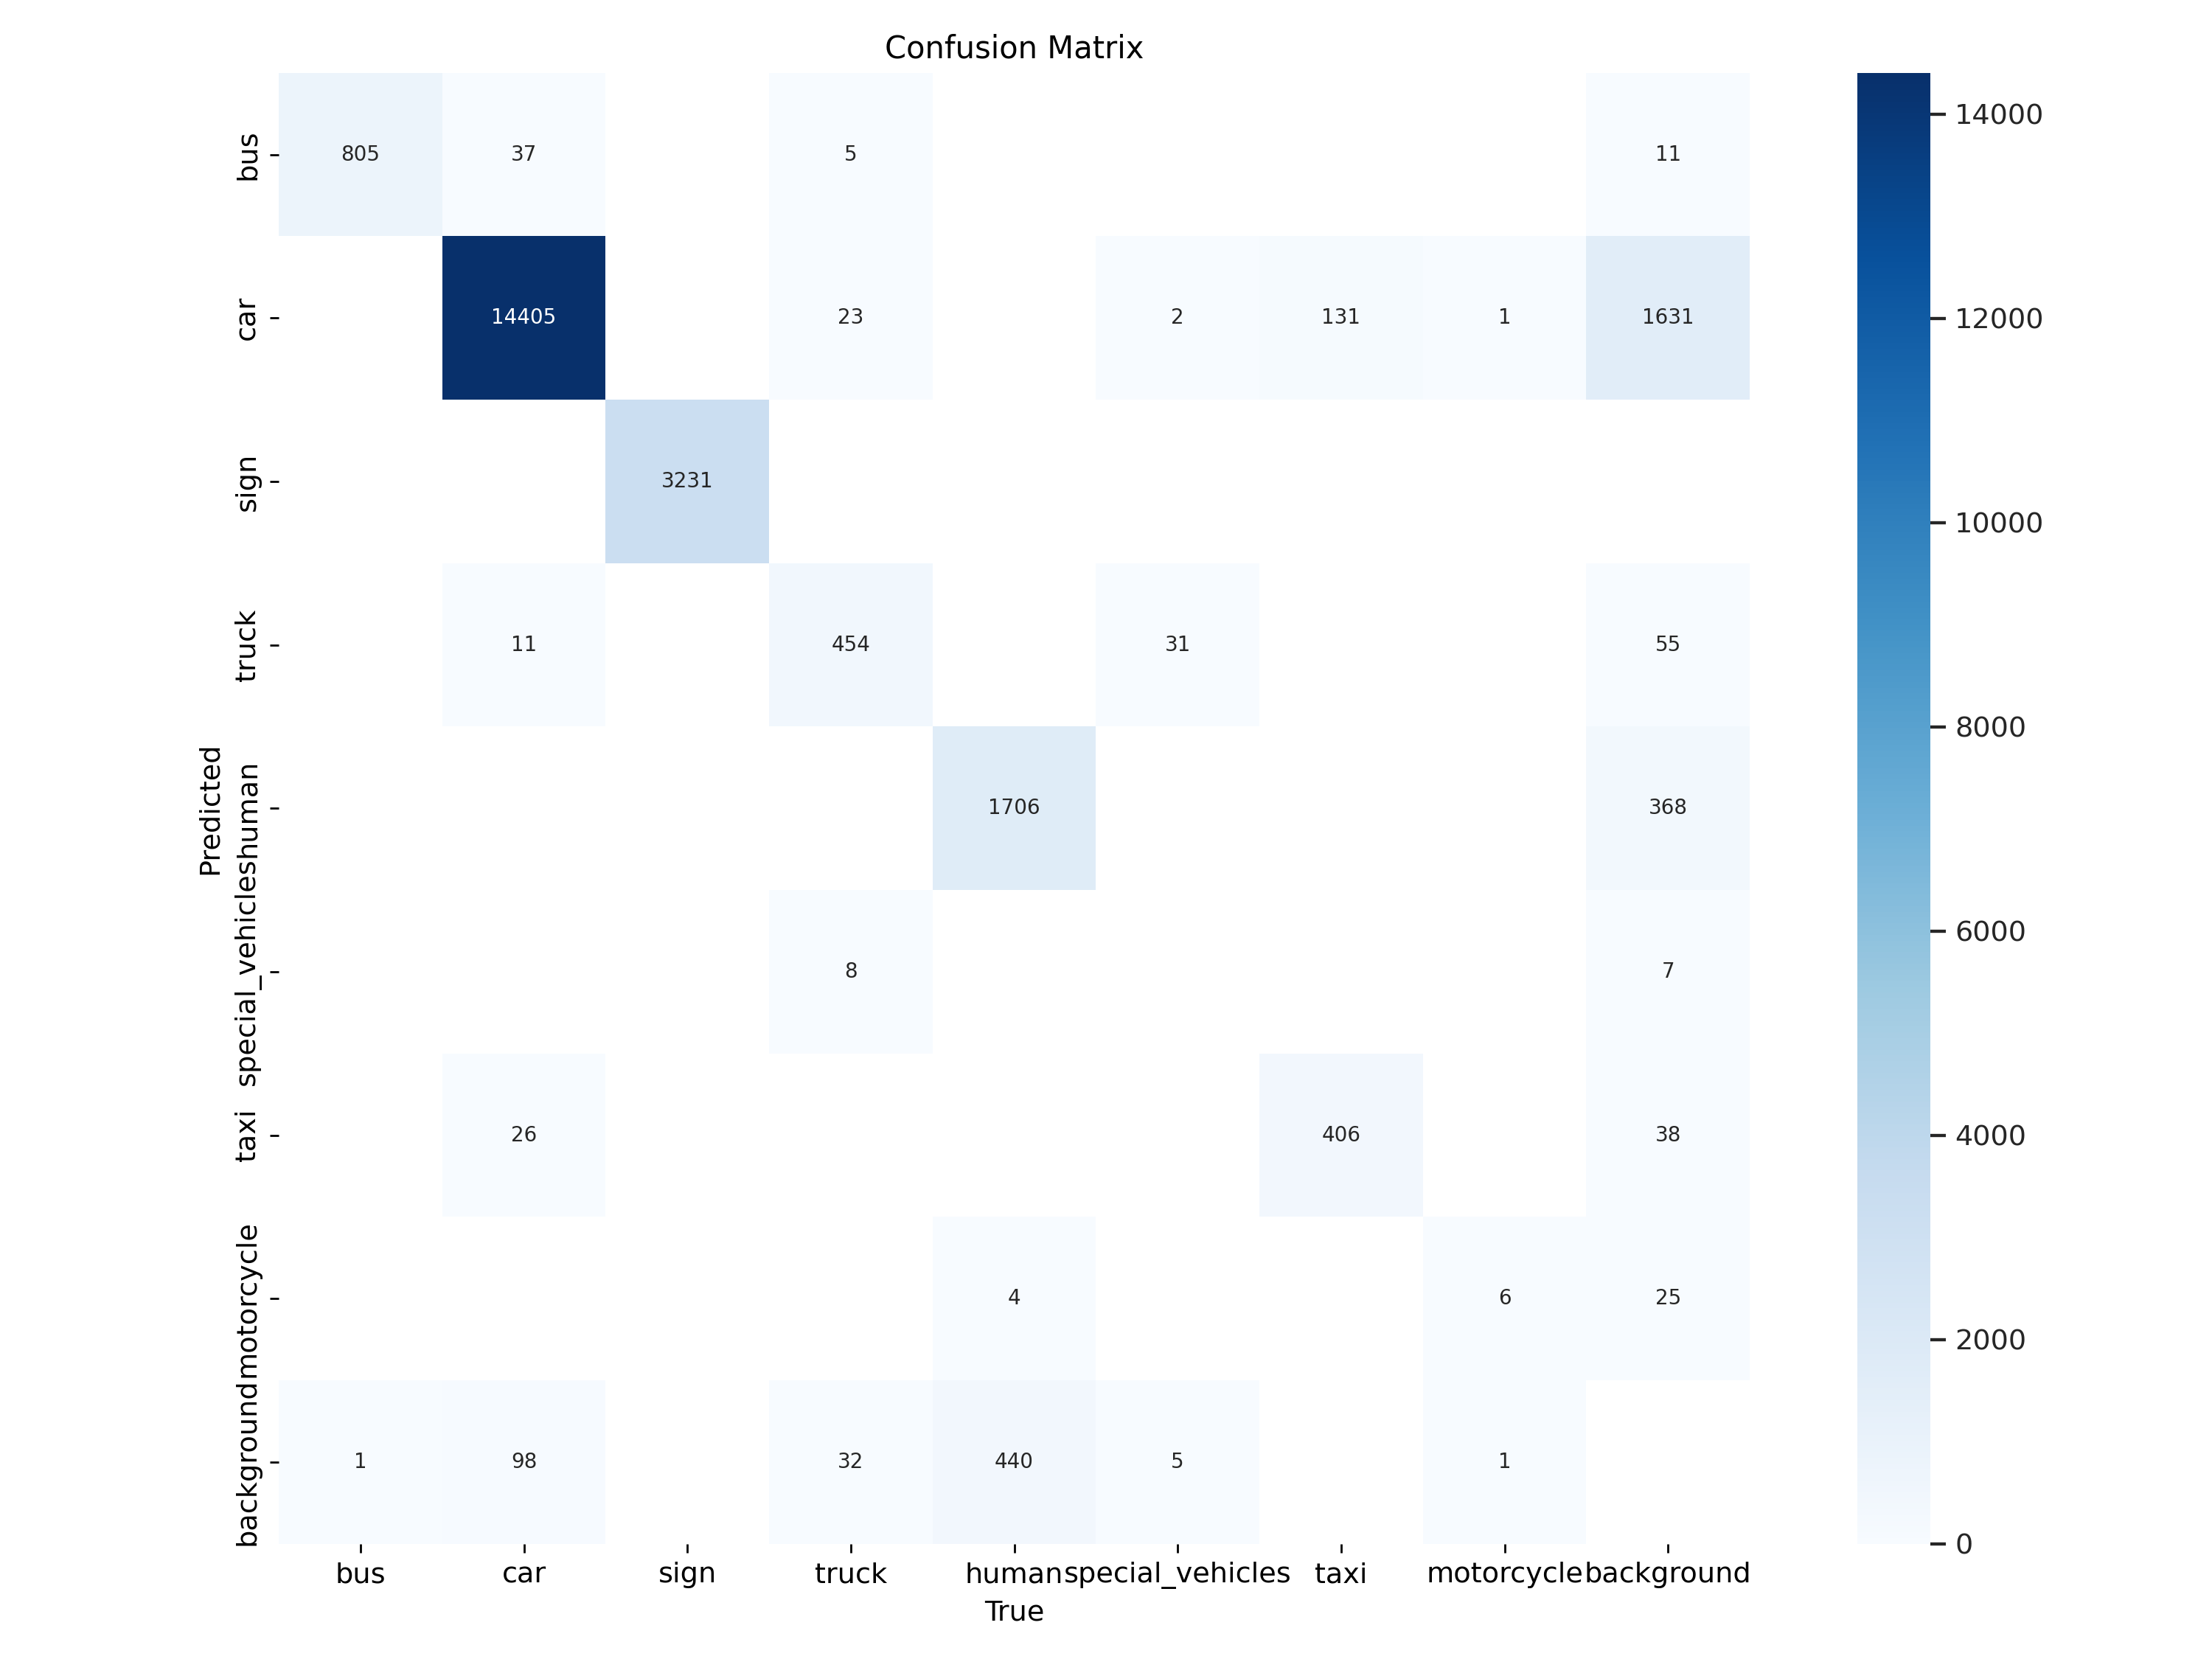 Confusion Matrix
bus 805 37 5 11
car 14405 23 2 131 1 1631
sign 3231
truck 11 454 31 55
human 1706 368
special_vehicles 8 7
taxi 26 406 38
motorcycle 4 6 25
background 1 98 32 440 5 1
bus car sign truck human special_vehicles taxi motorcycle background
True
Predicted
14000
12000
10000
8000
6000
4000
2000
0